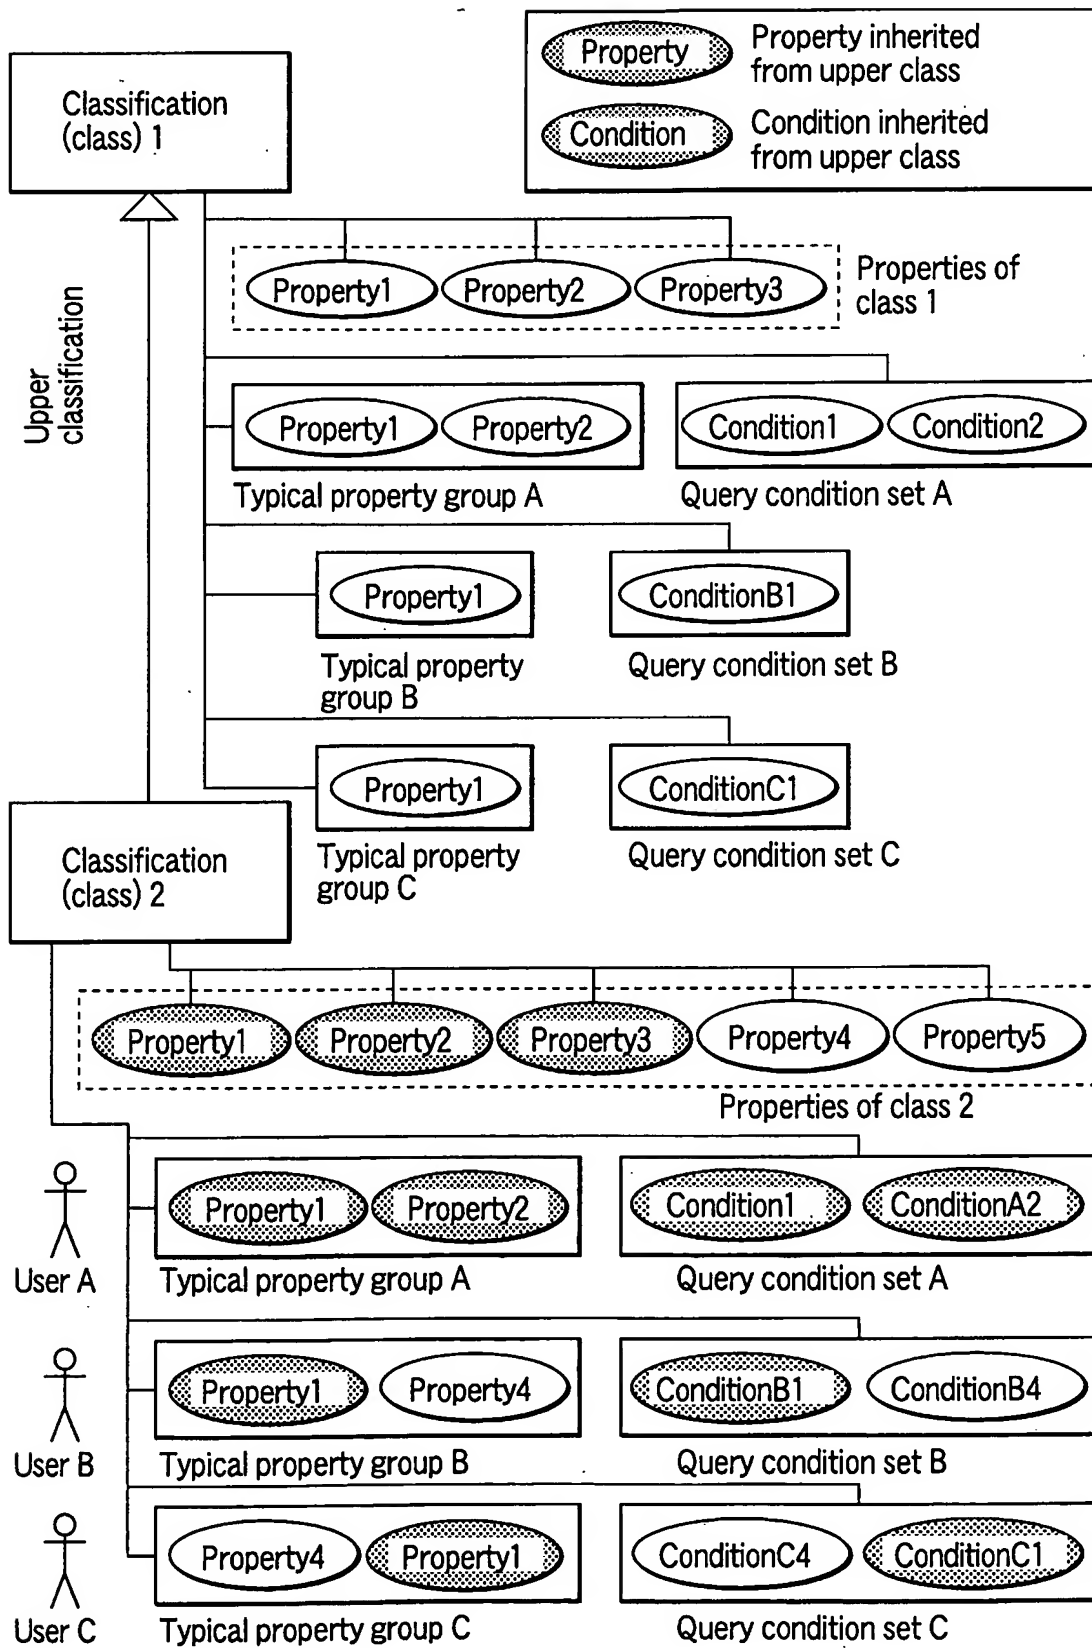 Property
Property inherited
from upper class
Condition
Condition inherited
from upper class
Classification
(class) 1
Property1
Property2
Property3
Properties of
class 1
Upper
classification
Property1
Property2
Condition1
Condition2
Typical property group A
Query condition set A
Property1
ConditionB1
Typical property
group B
Query condition set B
Property1
ConditionC1
Typical property
group C
Query condition set C
Classification
(class) 2
Property1
Property2
Property3
Property4
Property5
Properties of class 2
Property1
Property2
Condition1
ConditionA2
User A
Typical property group A
Query condition set A
Property1
Property4
ConditionB1
ConditionB4
User B
Typical property group B
Query condition set B
Property4
Property1
ConditionC4
ConditionC1
User C
Typical property group C
Query condition set C